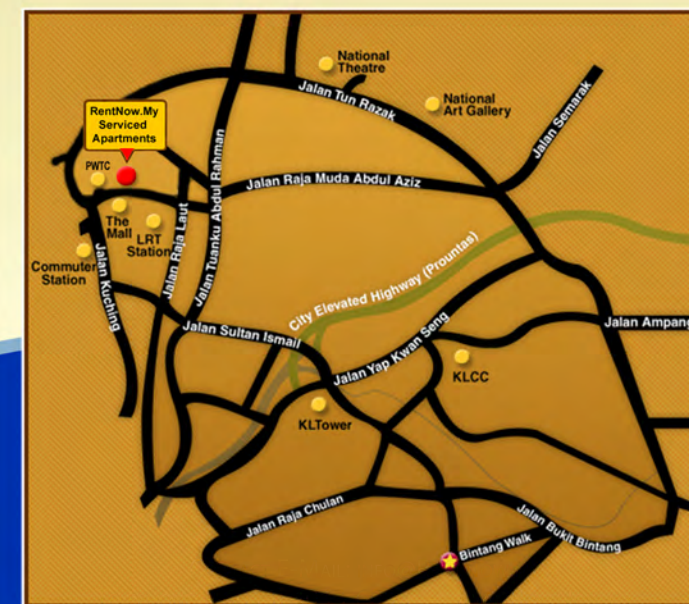 National
Theatre
Jalan Tun Razak
National
Art Gallery
Jalan Semarak
RentNow.My
Serviced
Apartments
PWTC
Jalan Tuanku Abdul Rahman
Jalan Raja Muda Abdul Aziz
The
Mall
LRT
Station
Jalan Raja Laut
Commuter
Station
Jalan Kuching
City Elevated Highway (Prountas)
Jalan Sultan Ismail
Jalan Yap Kwan Seng
Jalan Ampang
KLCC
KLTower
Jalan Raja Chulan
Jalan Bukit Bintang
Bintang Walk